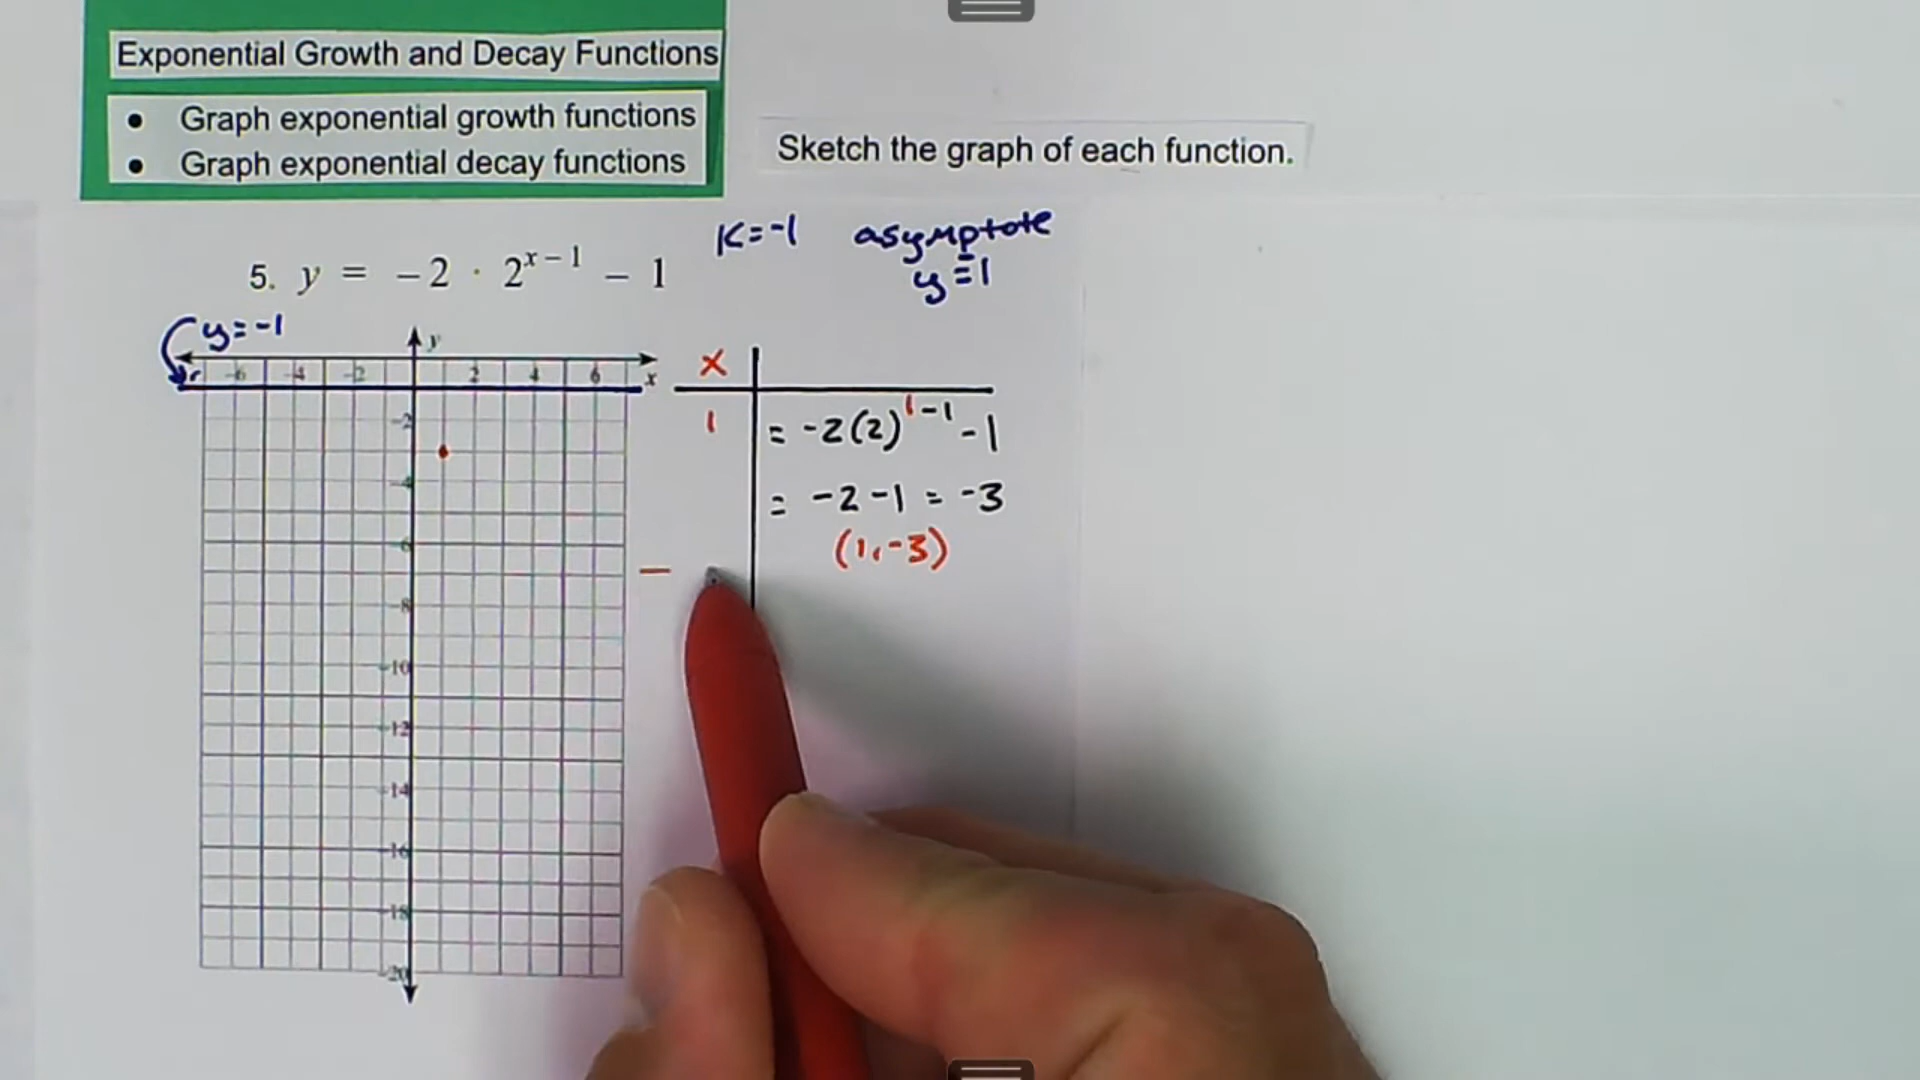 Exponential Growth and Decay Functions
• Graph exponential growth functions
• Graph exponential decay functions
Sketch the graph of each function.
K=-1 asymptote
y=1
5. y = −2 · 2^{x−1} − 1
y=-1
y
-6 -4 -2 2 4 6 x
-2
-4
-6
-8
-10
-12
-14
-16
-18
-20
x
1 = -2(2)^{1-1} -1
= -2-1 = -3
(1,-3)